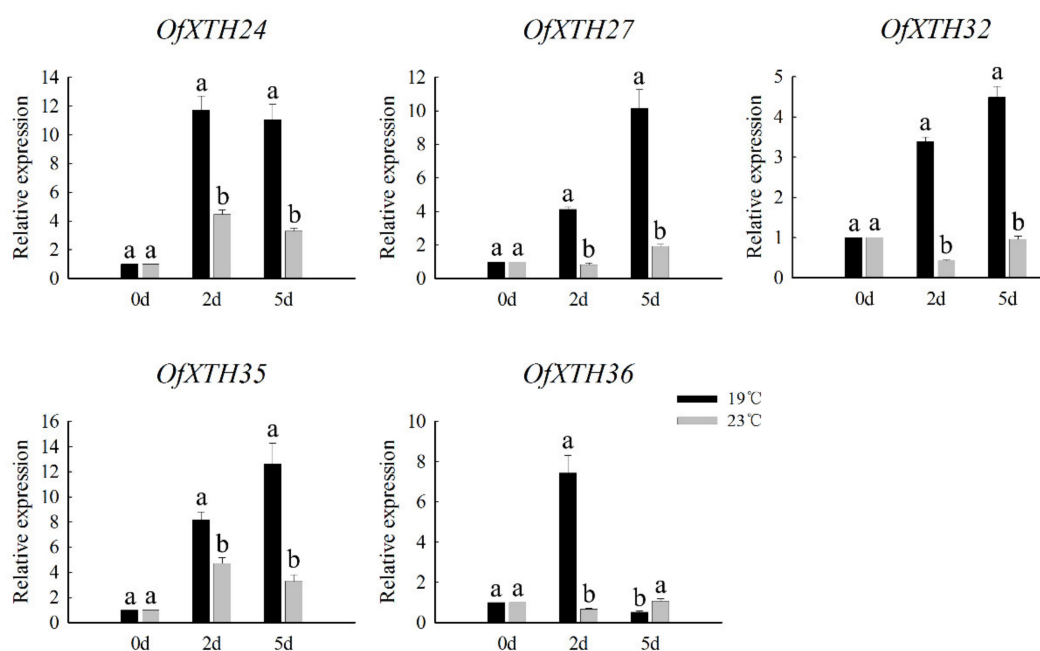 OfXTH24
Relative expression
14
12
10
8
6
4
2
0
a a
a
b
a
b
0d 2d 5d
OfXTH27
Relative expression
12
10
8
6
4
2
0
a a
a
b
a
b
0d 2d 5d
OfXTH32
Relative expression
5
4
3
2
1
0
a a
a
b
a
b
0d 2d 5d
OfXTH35
Relative expression
16
14
12
10
8
6
4
2
0
a a
a
b
a
b
0d 2d 5d
OfXTH36
Relative expression
10
8
6
4
2
0
a a
a
b
b a
0d 2d 5d
19℃
23℃